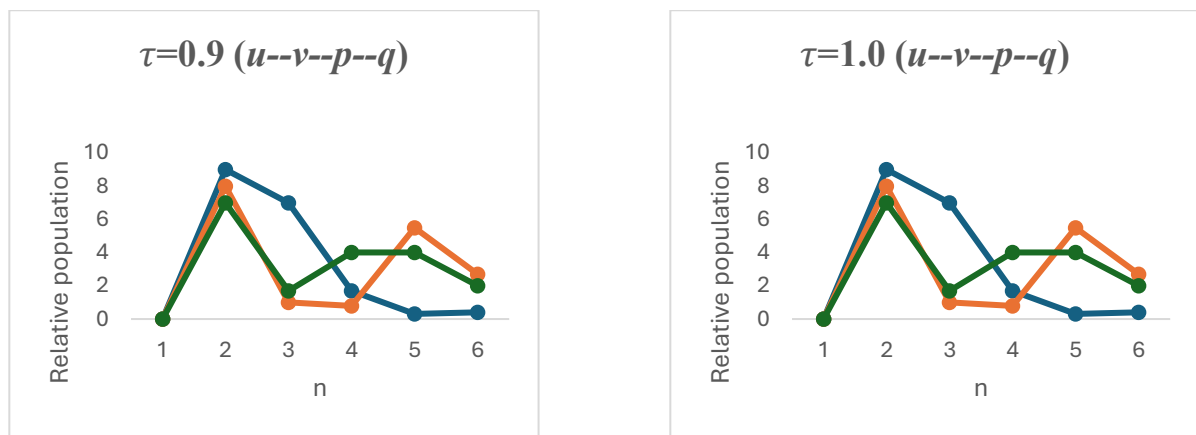 τ=0.9 (u--v--p--q)
Relative population
10
8
6
4
2
0
1 2 3 4 5 6
n
τ=1.0 (u--v--p--q)
Relative population
10
8
6
4
2
0
1 2 3 4 5 6
n